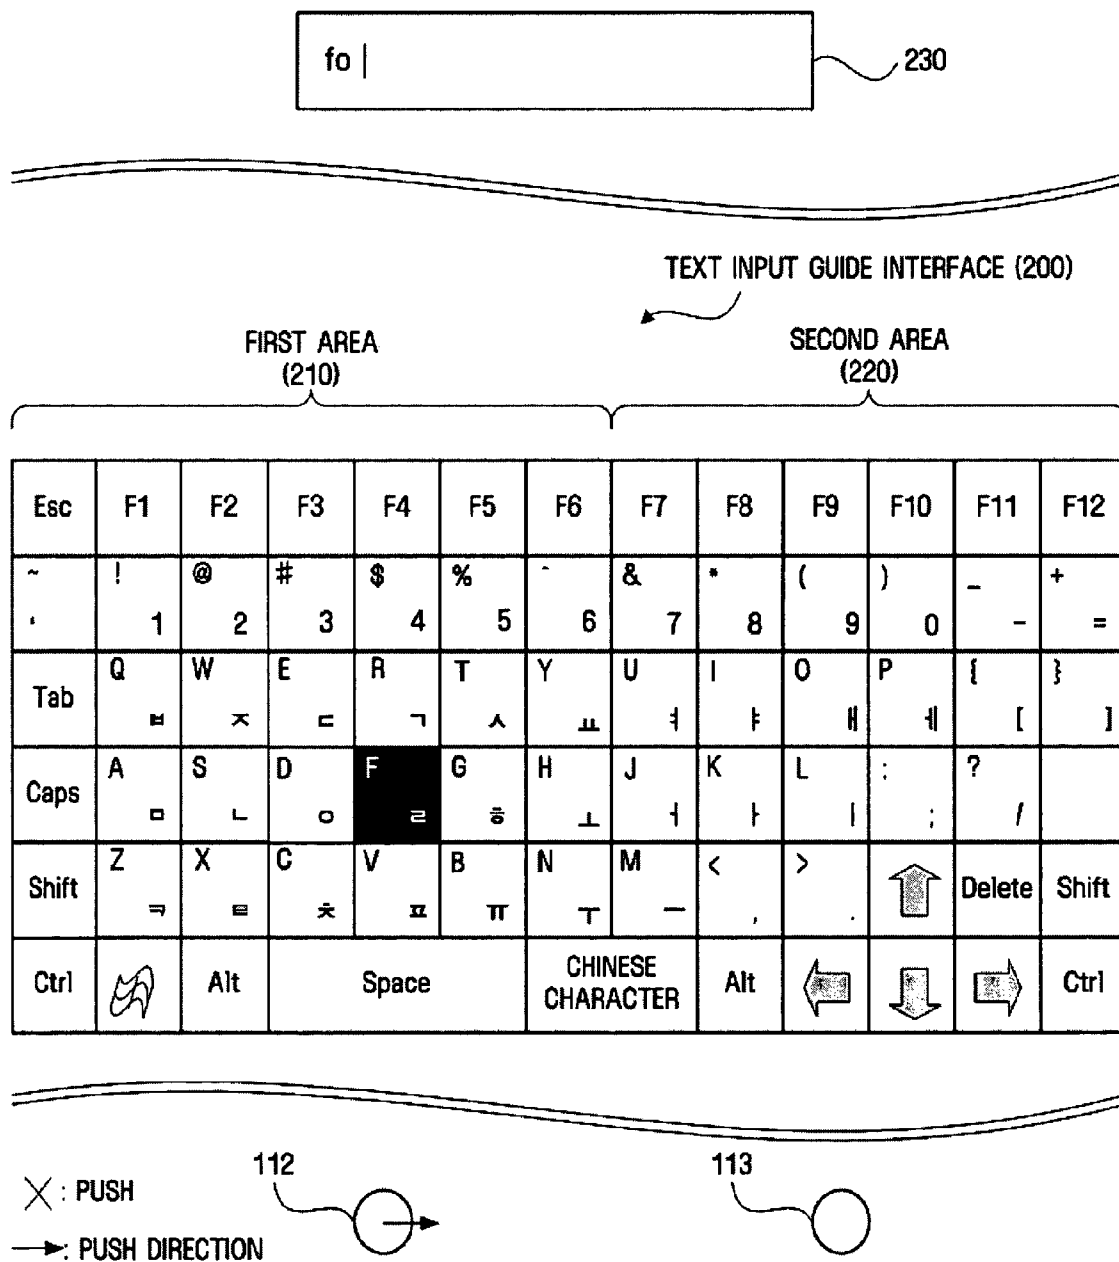 fo |
230
TEXT INPUT GUIDE INTERFACE (200)
FIRST AREA
(210)
SECOND AREA
(220)
Esc F1 F2 F3 F4 F5 F6 F7 F8 F9 F10 F11 F12
~ ! @ # $ % ^ & * ( ) _ +
' 1 2 3 4 5 6 7 8 9 0 - =
Tab Q W E R T Y U I O P { }
ㅂ ㅈ ㄷ ㄱ ㅅ ㅛ ㅕ ㅑ ㅐ ㅔ [ ]
Caps A S D F G H J K L : ?
ㅁ ㄴ ㅇ ㄹ ㅎ ㅗ ㅓ ㅏ ㅣ ; /
Shift Z X C V B N M < > Delete Shift
ㅋ ㅌ ㅊ ㅍ ㅠ ㅜ ㅡ , .
Ctrl Alt Space CHINESE CHARACTER Alt Ctrl
112
113
X : PUSH
: PUSH DIRECTION